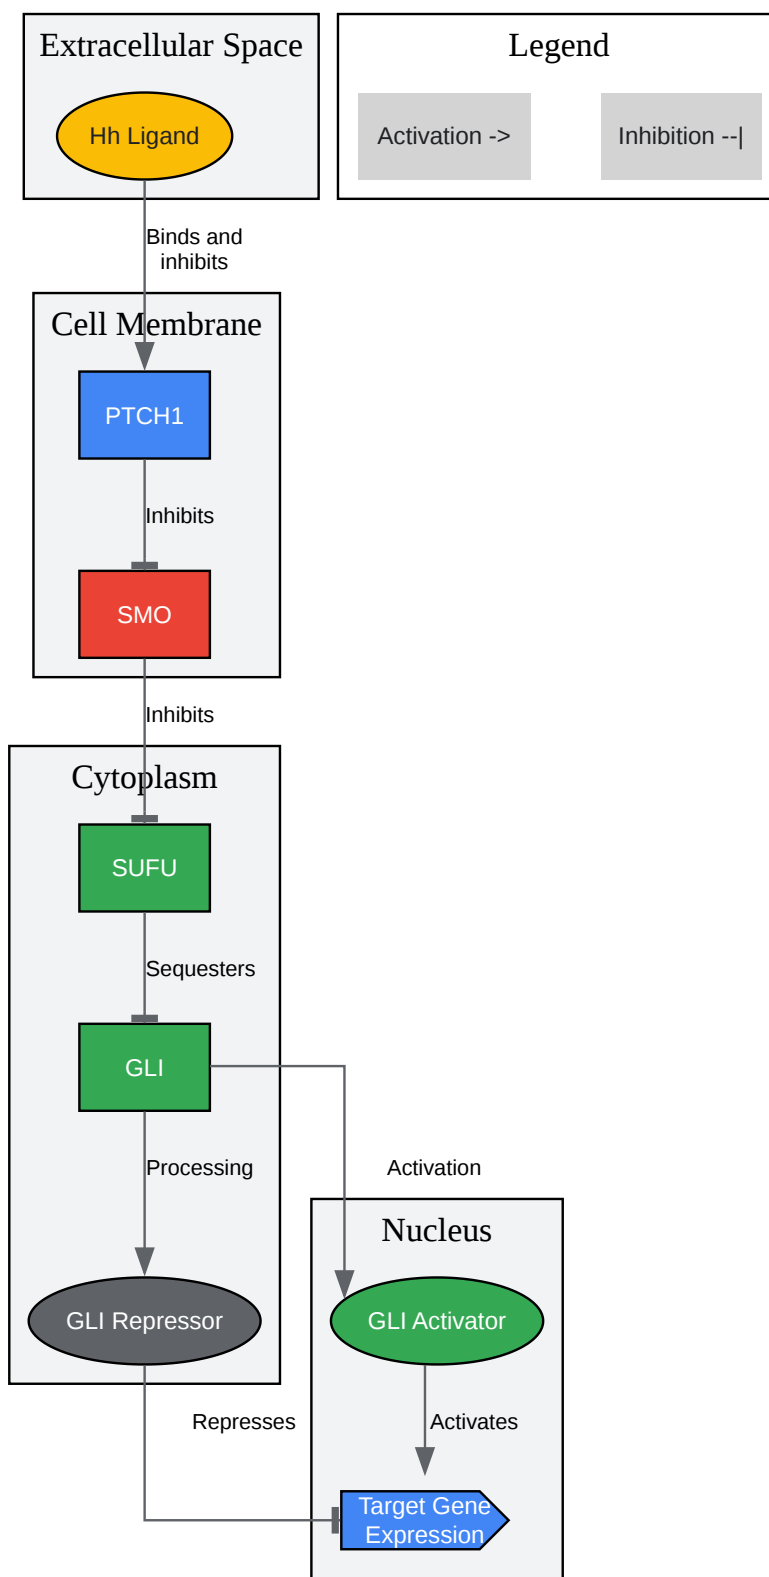 Extracellular Space
Legend
Hh Ligand
Activation ->
Inhibition --|
Binds and
inhibits
Cell Membrane
PTCH1
Inhibits
SMO
Inhibits
Cytoplasm
SUFU
Sequesters
GLI
Processing
Activation
Nucleus
GLI Repressor
GLI Activator
Represses
Activates
Target Gene
Expression